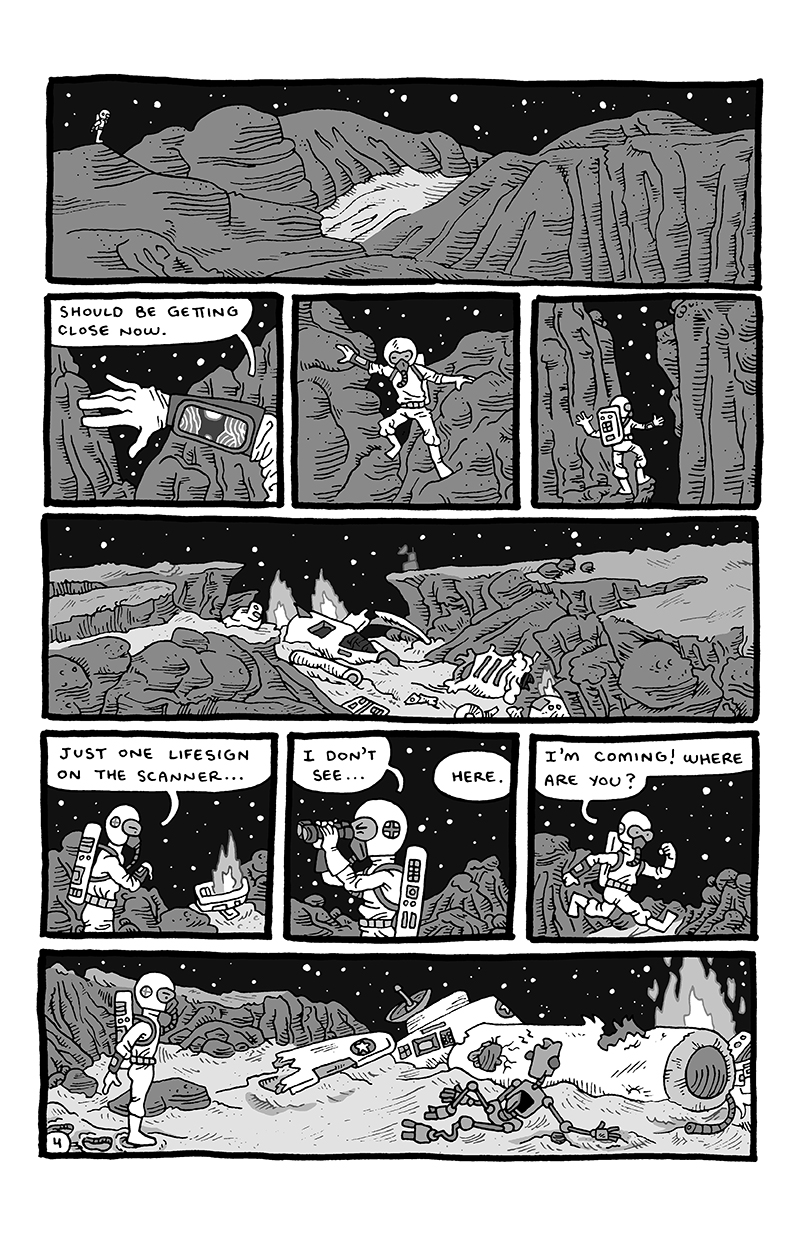 SHOULD BE GETTING
CLOSE NOW.
JUST ONE LIFESIGN
ON THE SCANNER...
I DON'T
SEE...
HERE.
I'M COMING! WHERE
ARE YOU?
4